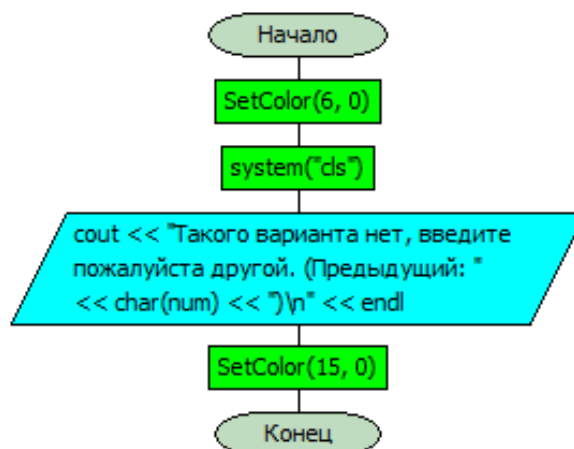 Начало
SetColor(6, 0)
system("cls")
cout << "Такого варианта нет, введите
пожалуйста другой. (Предыдущий: "
<< char(num) << ")\n" << endl
SetColor(15, 0)
Конец